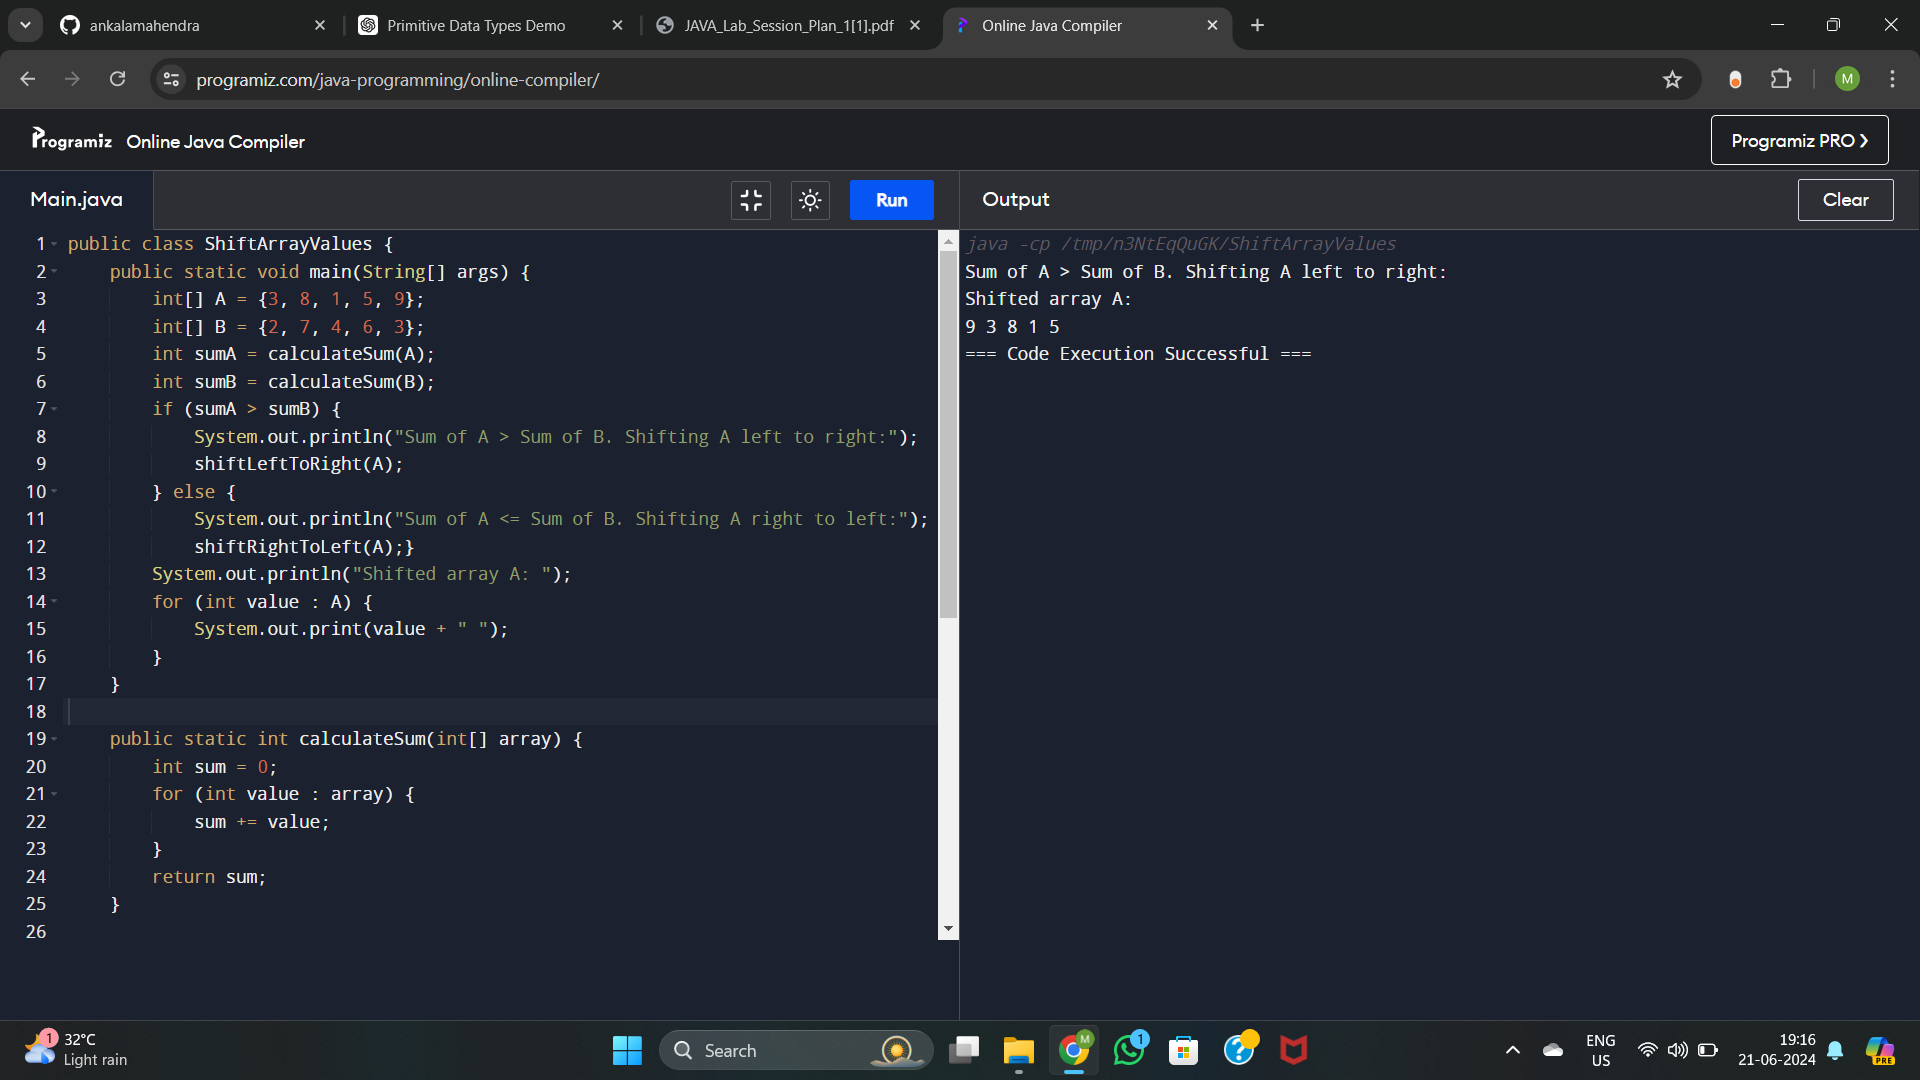 ankalamahendra
Primitive Data Types Demo
JAVA_Lab_Session_Plan_1[1].pdf
Online Java Compiler
programiz.com/java-programming/online-compiler/
M
Programiz Online Java Compiler
Programiz PRO
Main.java
Run
Output
Clear
1 public class ShiftArrayValues {
2 public static void main(String[] args) {
3 int[] A = {3, 8, 1, 5, 9};
4 int[] B = {2, 7, 4, 6, 3};
5 int sumA = calculateSum(A);
6 int sumB = calculateSum(B);
7 if (sumA > sumB) {
8 System.out.println("Sum of A > Sum of B. Shifting A left to right:");
9 shiftLeftToRight(A);
10 } else {
11 System.out.println("Sum of A <= Sum of B. Shifting A right to left:");
12 shiftRightToLeft(A);}
13 System.out.println("Shifted array A: ");
14 for (int value : A) {
15 System.out.print(value + " ");
16 }
17 }
18
19 public static int calculateSum(int[] array) {
20 int sum = 0;
21 for (int value : array) {
22 sum += value;
23 }
24 return sum;
25 }
26
java -cp /tmp/n3NtEqQuGK/ShiftArrayValues
Sum of A > Sum of B. Shifting A left to right:
Shifted array A:
9 3 8 1 5
=== Code Execution Successful ===
1
32°C
Light rain
Search
M
1
ENG
US
19:16
21-06-2024
PRE